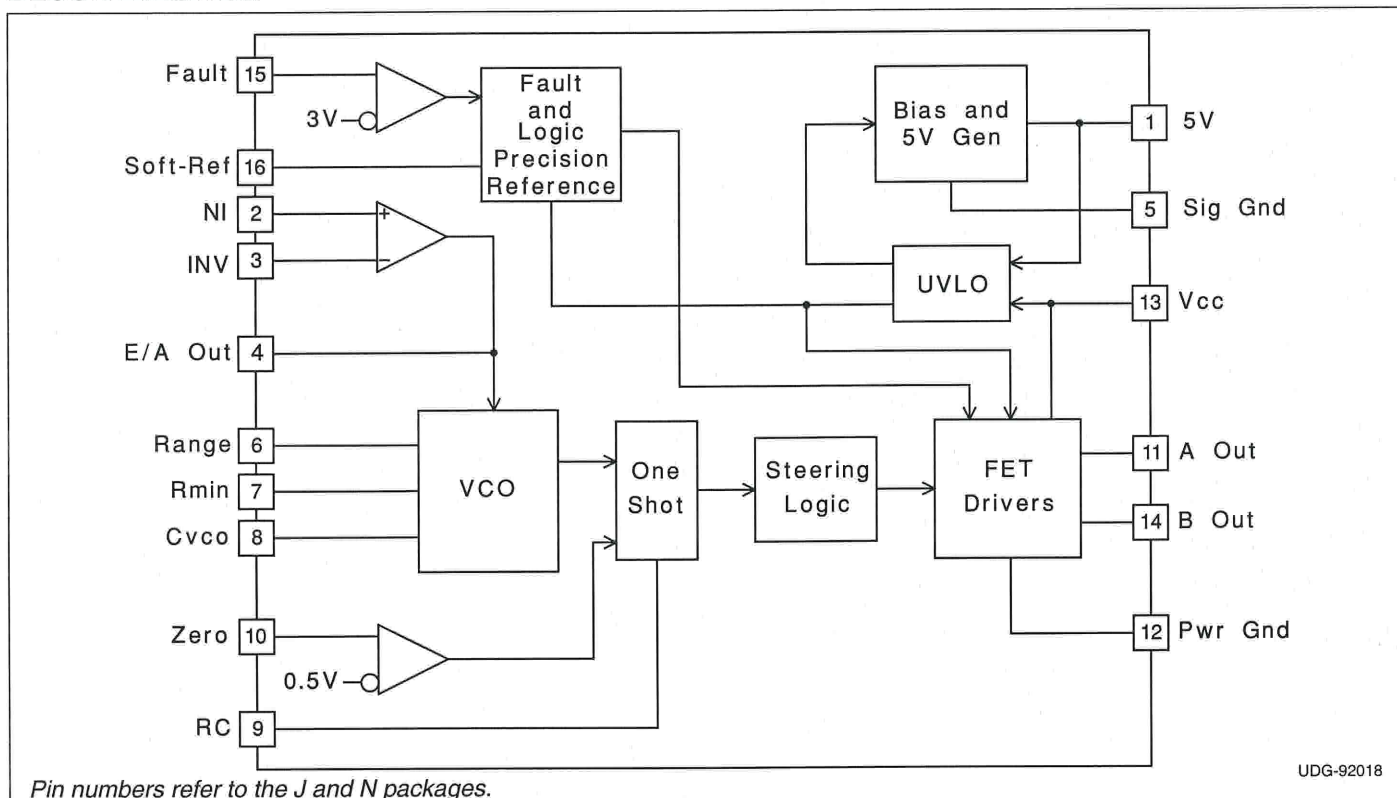 Fault 15
3V
Fault
and
Logic
Precision
Reference
Soft-Ref 16
NI 2
+
INV 3
−
E/A Out 4
Bias and
5V Gen
1 5V
5 Sig Gnd
UVLO
13 Vcc
Range 6
Rmin 7
Cvco 8
VCO
One
Shot
Steering
Logic
FET
Drivers
11 A Out
14 B Out
12 Pwr Gnd
Zero 10
0.5V
RC 9
UDG-92018
Pin numbers refer to the J and N packages.